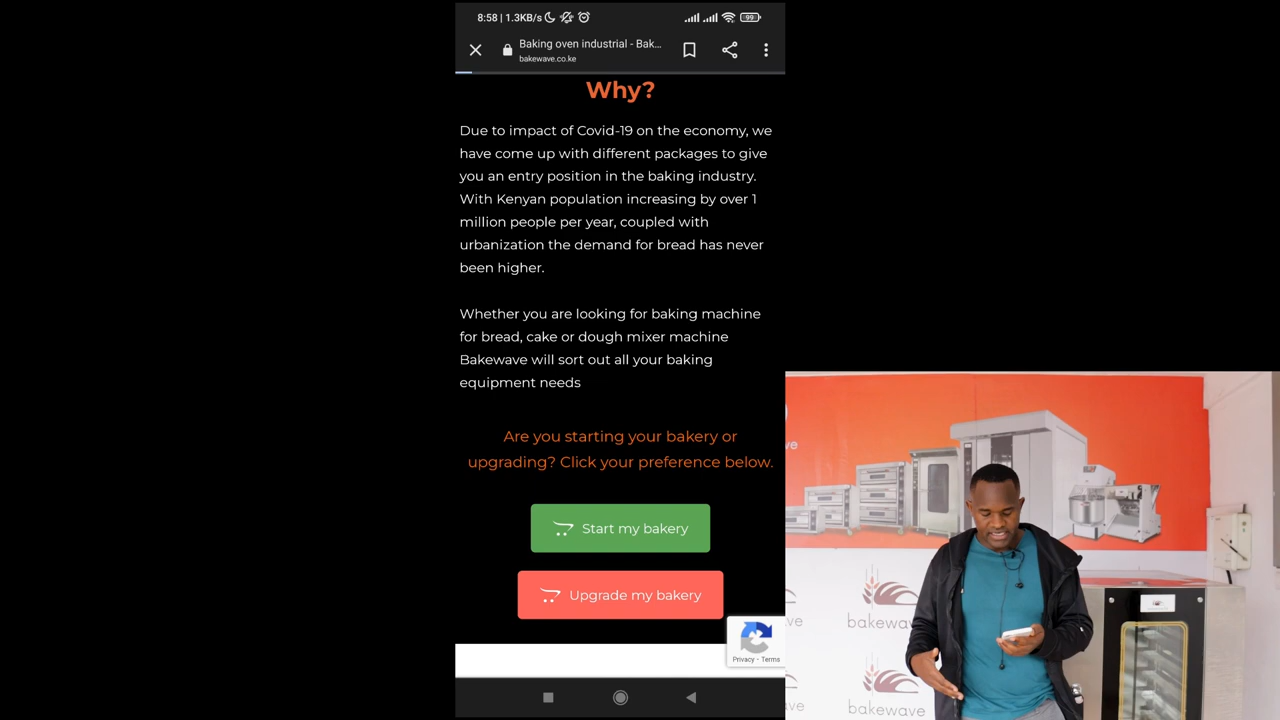 8:58 | 1.3KB/s
99
Baking oven industrial - Bak...
bakewave.co.ke
Why?
Due to impact of Covid-19 on the economy, we
have come up with different packages to give
you an entry position in the baking industry.
With Kenyan population increasing by over 1
million people per year, coupled with
urbanization the demand for bread has never
been higher.
Whether you are looking for baking machine
for bread, cake or dough mixer machine
Bakewave will sort out all your baking
equipment needs
Are you starting your bakery or
upgrading? Click your preference below.
Start my bakery
Upgrade my bakery
Privacy - Terms
ve
ve
bakewave
bakewave